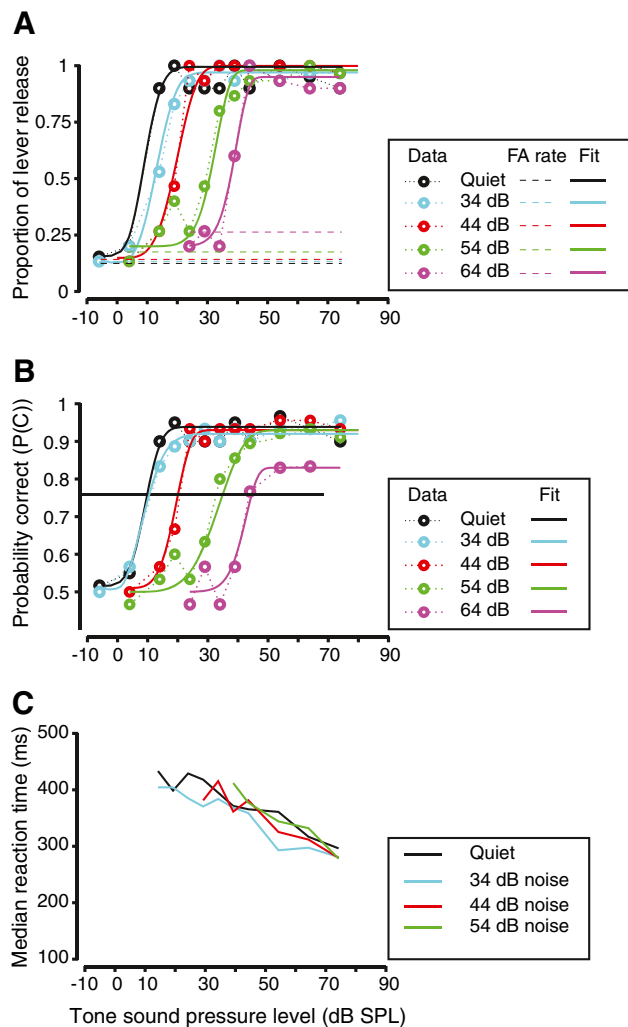 A
Proportion of lever release
1
0.75
0.5
0.25
0
-10 0 10 30 50 70 90
Data FA rate Fit
Quiet
34 dB
44 dB
54 dB
64 dB
B
Probability correct (P(C))
1
0.9
0.8
0.7
0.6
0.5
-10 0 10 30 50 70 90
Data Fit
Quiet
34 dB
44 dB
54 dB
64 dB
C
Median reaction time (ms)
500
400
300
200
100
-10 0 10 30 50 70 90
Tone sound pressure level (dB SPL)
Quiet
34 dB noise
44 dB noise
54 dB noise